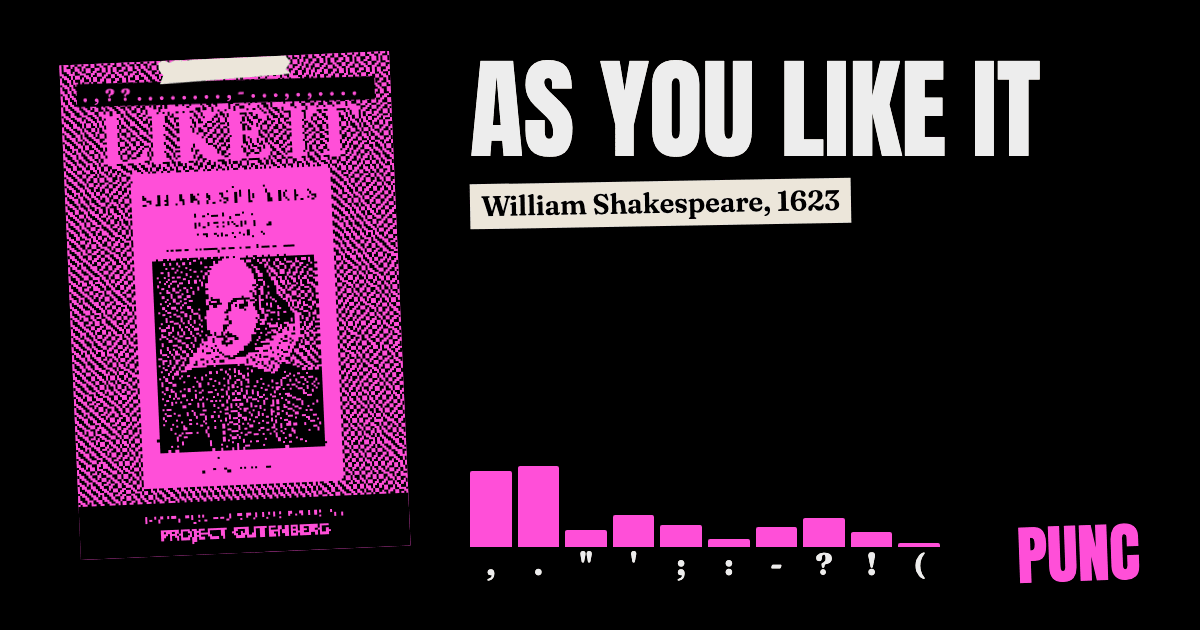 .,??........,-...,.,....
LIKE IT
SHAKESPEARES
PROJECT GUTENBERG
AS YOU LIKE IT
William Shakespeare, 1623
, . " ' ; : - ? ! (
PUNC